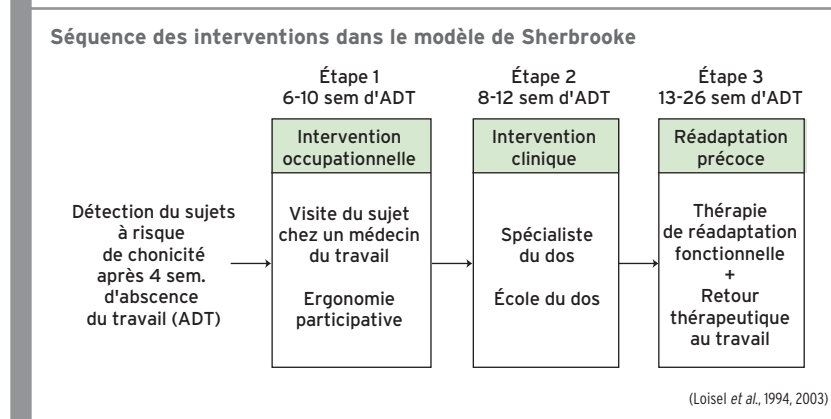 Séquence des interventions dans le modèle de Sherbrooke
Étape 1
6-10 sem d'ADT
Étape 2
8-12 sem d'ADT
Étape 3
13-26 sem d'ADT
Intervention
occupationnelle
Intervention
clinique
Réadaptation
précoce
Détection du sujets
à risque
de chonicité
après 4 sem.
d'abscence
du travail (ADT)
Visite du sujet
chez un médecin
du travail
Ergonomie
participative
Spécialiste
du dos
École du dos
Thérapie
de réadaptation
fonctionnelle
+
Retour
thérapeutique
au travail
(Loisel et al., 1994, 2003)